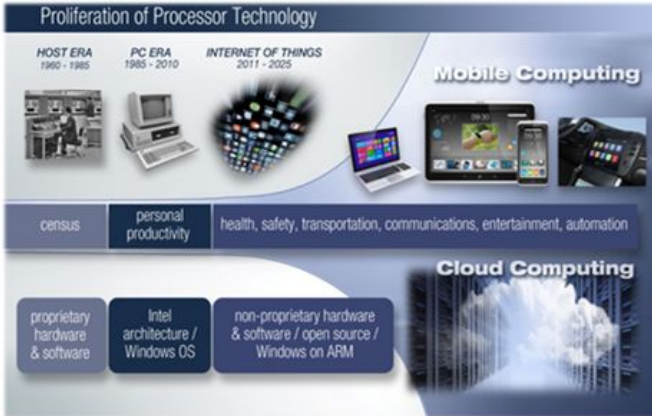 Proliferation of Processor Technology
HOST ERA
1960 - 1985
PC ERA
1985 - 2010
INTERNET OF THINGS
2011 - 2025
Mobile Computing
09:30
census
personal
productivity
health, safety, transportation, communications, entertainment, automation
Cloud Computing
proprietary
hardware
& software
Intel
architecture /
Windows OS
non-proprietary hardware
& software / open source /
Windows on ARM